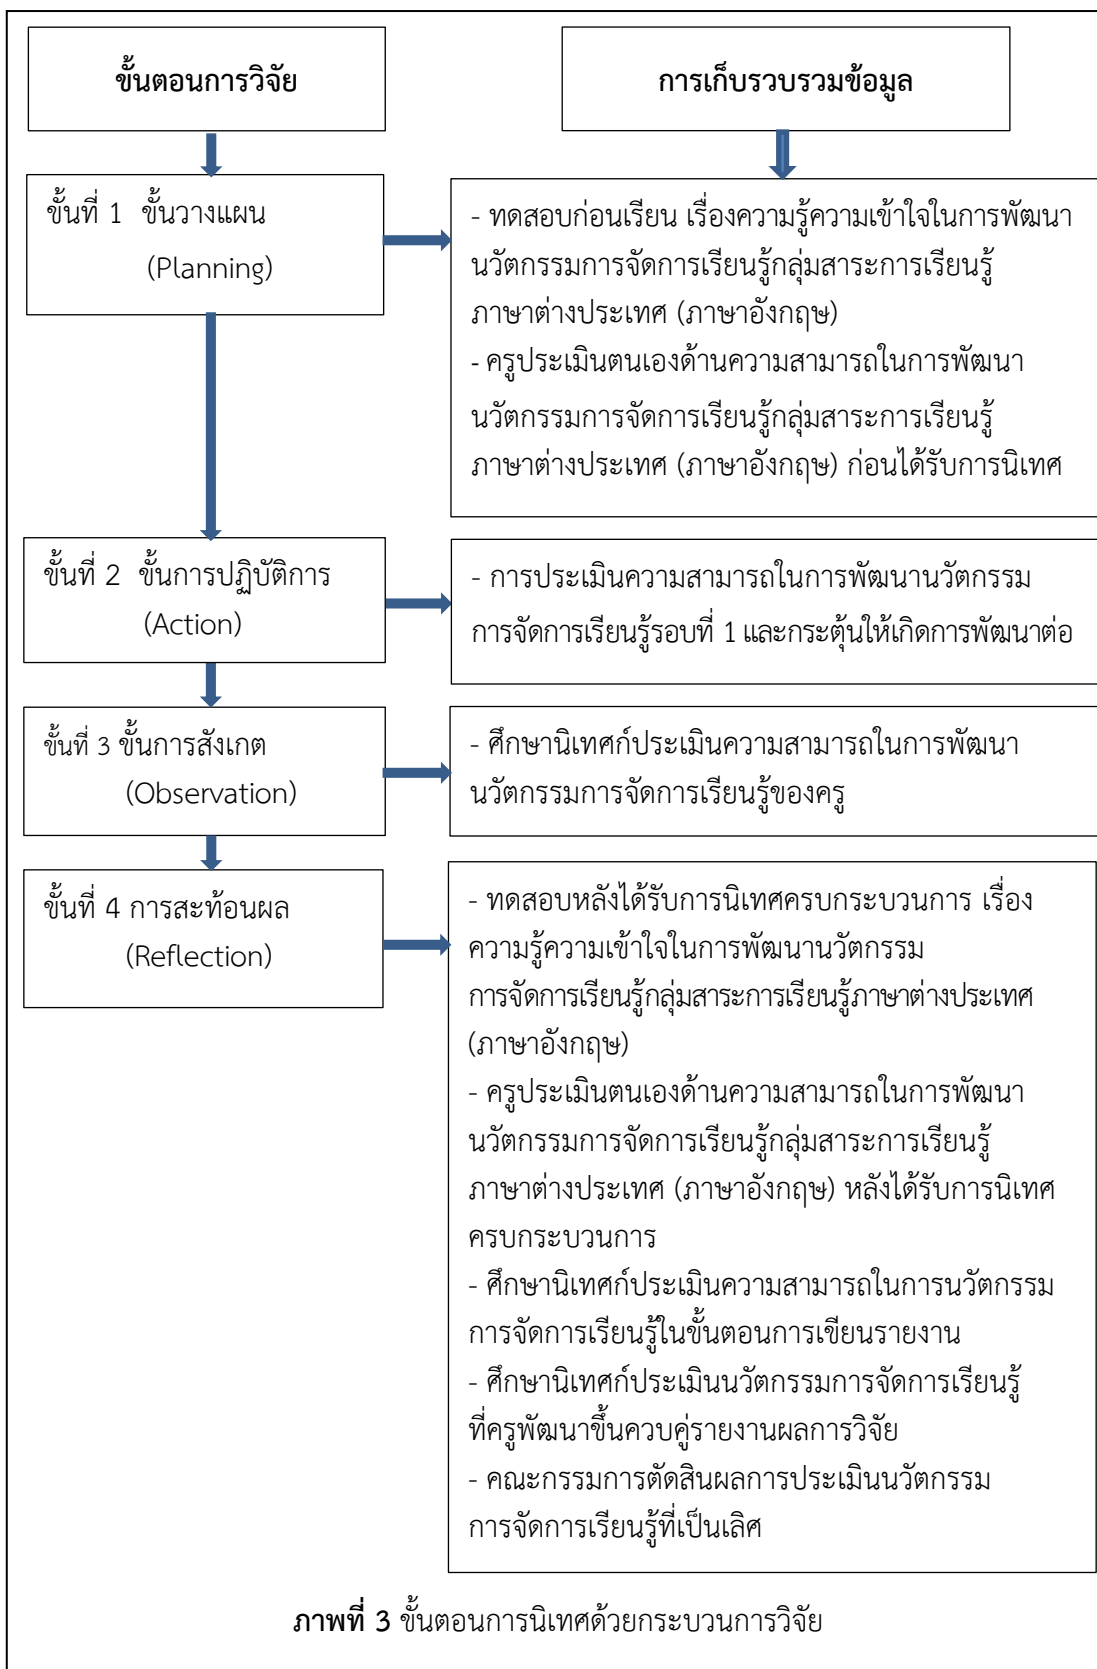 ขั้นตอนการวิจัย
การเก็บรวบรวมข้อมูล
ขั้นที่ 1 ขั้นวางแผน
(Planning)
- ทดสอบก่อนเรียน เรื่องความรู้ความเข้าใจในการพัฒนา
นวัตกรรมการจัดการเรียนรู้กลุ่มสาระการเรียนรู้
ภาษาต่างประเทศ (ภาษาอังกฤษ)
- ครูประเมินตนเองด้านความสามารถในการพัฒนา
นวัตกรรมการจัดการเรียนรู้กลุ่มสาระการเรียนรู้
ภาษาต่างประเทศ (ภาษาอังกฤษ) ก่อนได้รับการนิเทศ
ขั้นที่ 2 ขั้นการปฏิบัติการ
(Action)
- การประเมินความสามารถในการพัฒนานวัตกรรม
การจัดการเรียนรู้รอบที่ 1 และกระตุ้นให้เกิดการพัฒนาต่อ
ขั้นที่ 3 ขั้นการสังเกต
(Observation)
- ศึกษานิเทศก์ประเมินความสามารถในการพัฒนา
นวัตกรรมการจัดการเรียนรู้ของครู
ขั้นที่ 4 การสะท้อนผล
(Reflection)
- ทดสอบหลังได้รับการนิเทศครบกระบวนการ เรื่อง
ความรู้ความเข้าใจในการพัฒนานวัตกรรม
การจัดการเรียนรู้กลุ่มสาระการเรียนรู้ภาษาต่างประเทศ
(ภาษาอังกฤษ)
- ครูประเมินตนเองด้านความสามารถในการพัฒนา
นวัตกรรมการจัดการเรียนรู้กลุ่มสาระการเรียนรู้
ภาษาต่างประเทศ (ภาษาอังกฤษ) หลังได้รับการนิเทศ
ครบกระบวนการ
- ศึกษานิเทศก์ประเมินความสามารถในการนวัตกรรม
การจัดการเรียนรู้ในขั้นตอนการเขียนรายงาน
- ศึกษานิเทศก์ประเมินนวัตกรรมการจัดการเรียนรู้
ที่ครูพัฒนาขึ้นควบคู่รายงานผลการวิจัย
- คณะกรรมการตัดสินผลการประเมินนวัตกรรม
การจัดการเรียนรู้ที่เป็นเลิศ
ภาพที่ 3 ขั้นตอนการนิเทศด้วยกระบวนการวิจัย